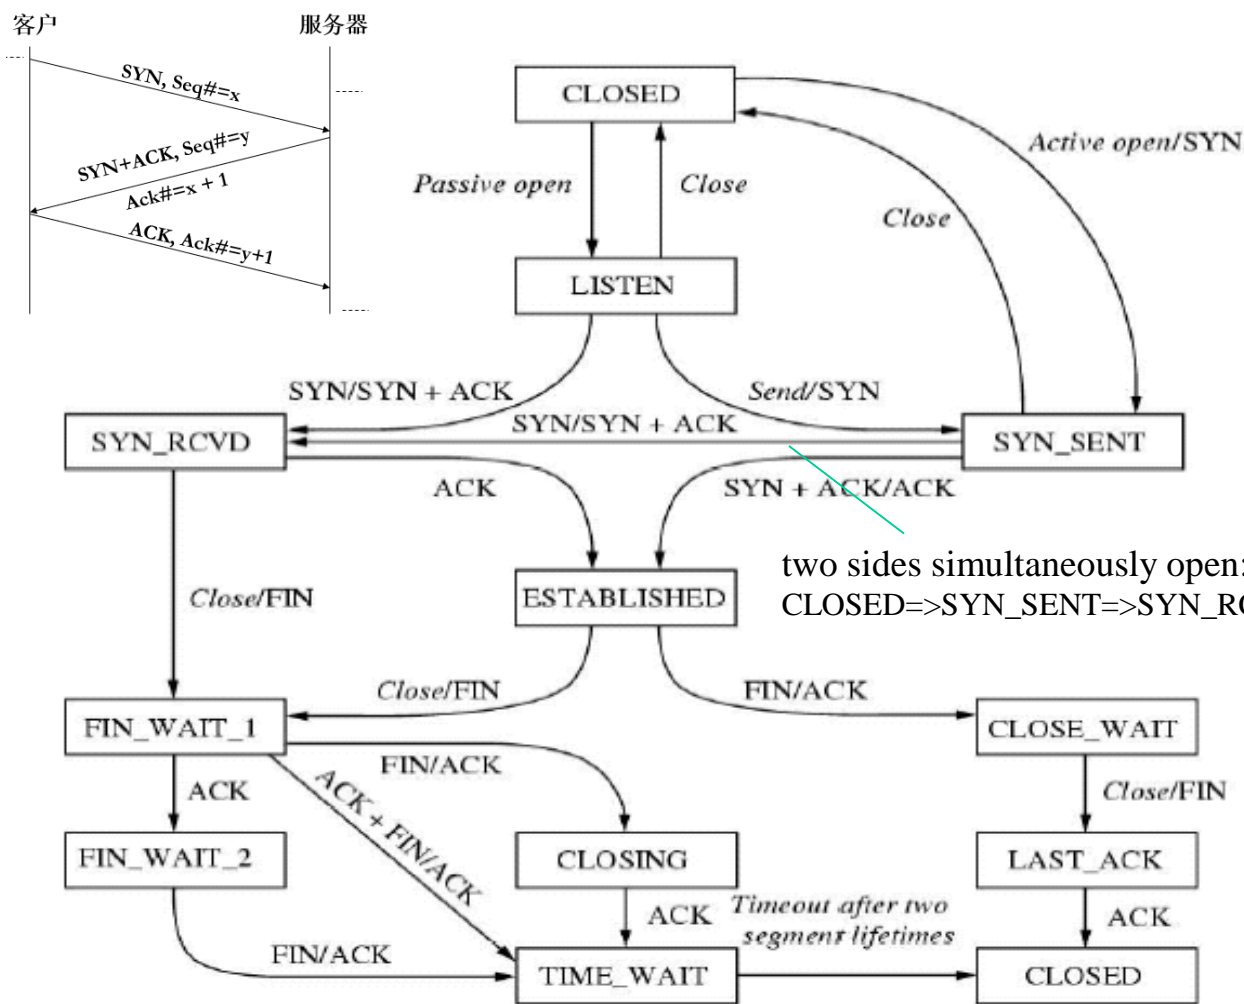 客户
服务器
SYN, Seq#=x
SYN+ACK, Seq#=y
Ack#=x + 1
ACK, Ack#=y+1
CLOSED
Active open/SYN
Passive open
Close
Close
LISTEN
SYN/SYN + ACK
Send/SYN
SYN/SYN + ACK
SYN_RCVD
SYN_SENT
ACK
SYN + ACK/ACK
two sides simultaneously open:
CLOSED=>SYN_SENT=>SYN_RC
Close/FIN
ESTABLISHED
Close/FIN
FIN/ACK
FIN_WAIT_1
CLOSE_WAIT
FIN/ACK
ACK
ACK + FIN/ACK
Close/FIN
FIN_WAIT_2
CLOSING
LAST_ACK
ACK
Timeout after two
segment lifetimes
ACK
FIN/ACK
TIME_WAIT
CLOSED